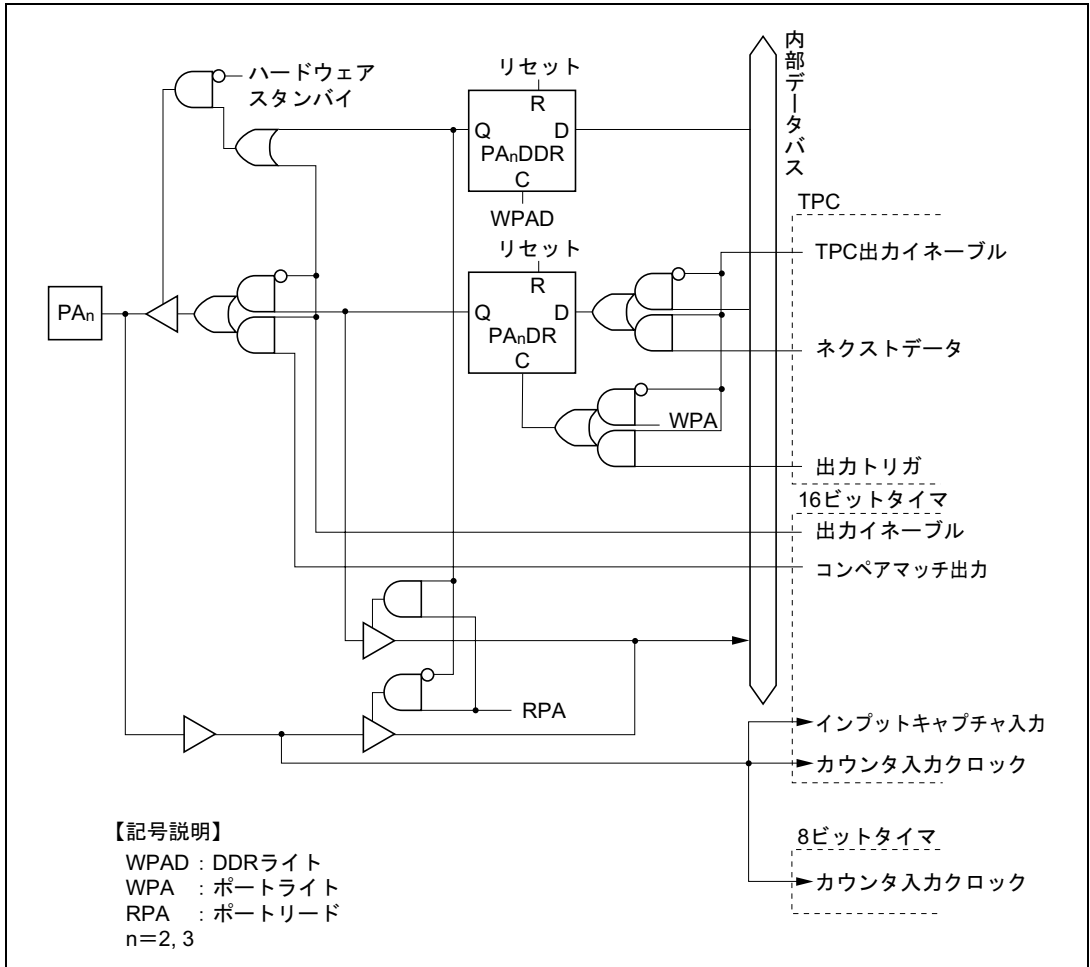 内部データバス
ハードウェア
スタンバイ
リセット
R
Q
D
PAnDDR
C
WPAD
TPC
リセット
TPC出力イネーブル
R
PAn
Q
D
PAnDR
C
ネクストデータ
WPA
出力トリガ
16ビットタイマ
出力イネーブル
コンペアマッチ出力
RPA
インプットキャプチャ入力
カウンタ入力クロック
8ビットタイマ
カウンタ入力クロック
【記号説明】
WPAD : DDRライト
WPA : ポートライト
RPA : ポートリード
n＝2, 3